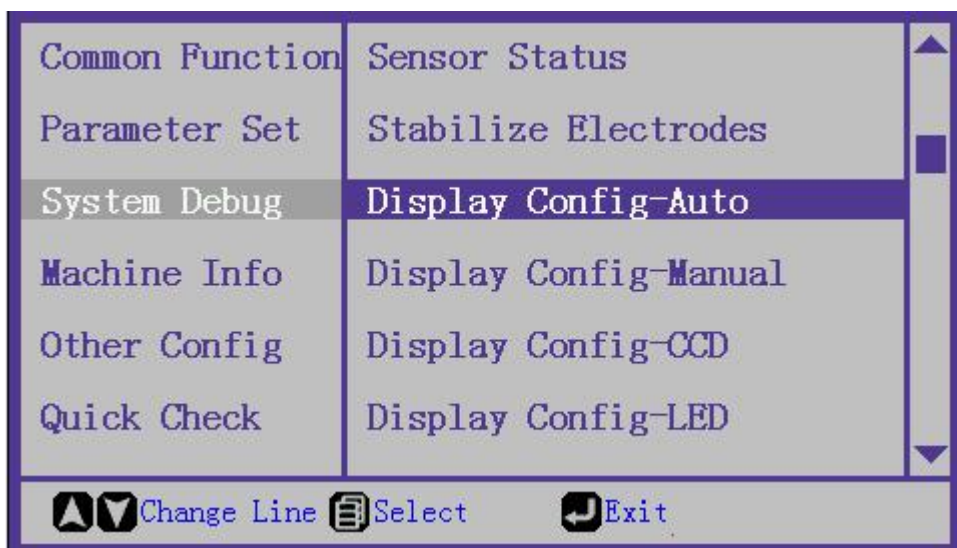 Common Function Sensor Status
Parameter Set Stabilize Electrodes
System Debug Display Config-Auto
Machine Info Display Config-Manual
Other Config Display Config-CCD
Quick Check Display Config-LED
Change Line Select Exit